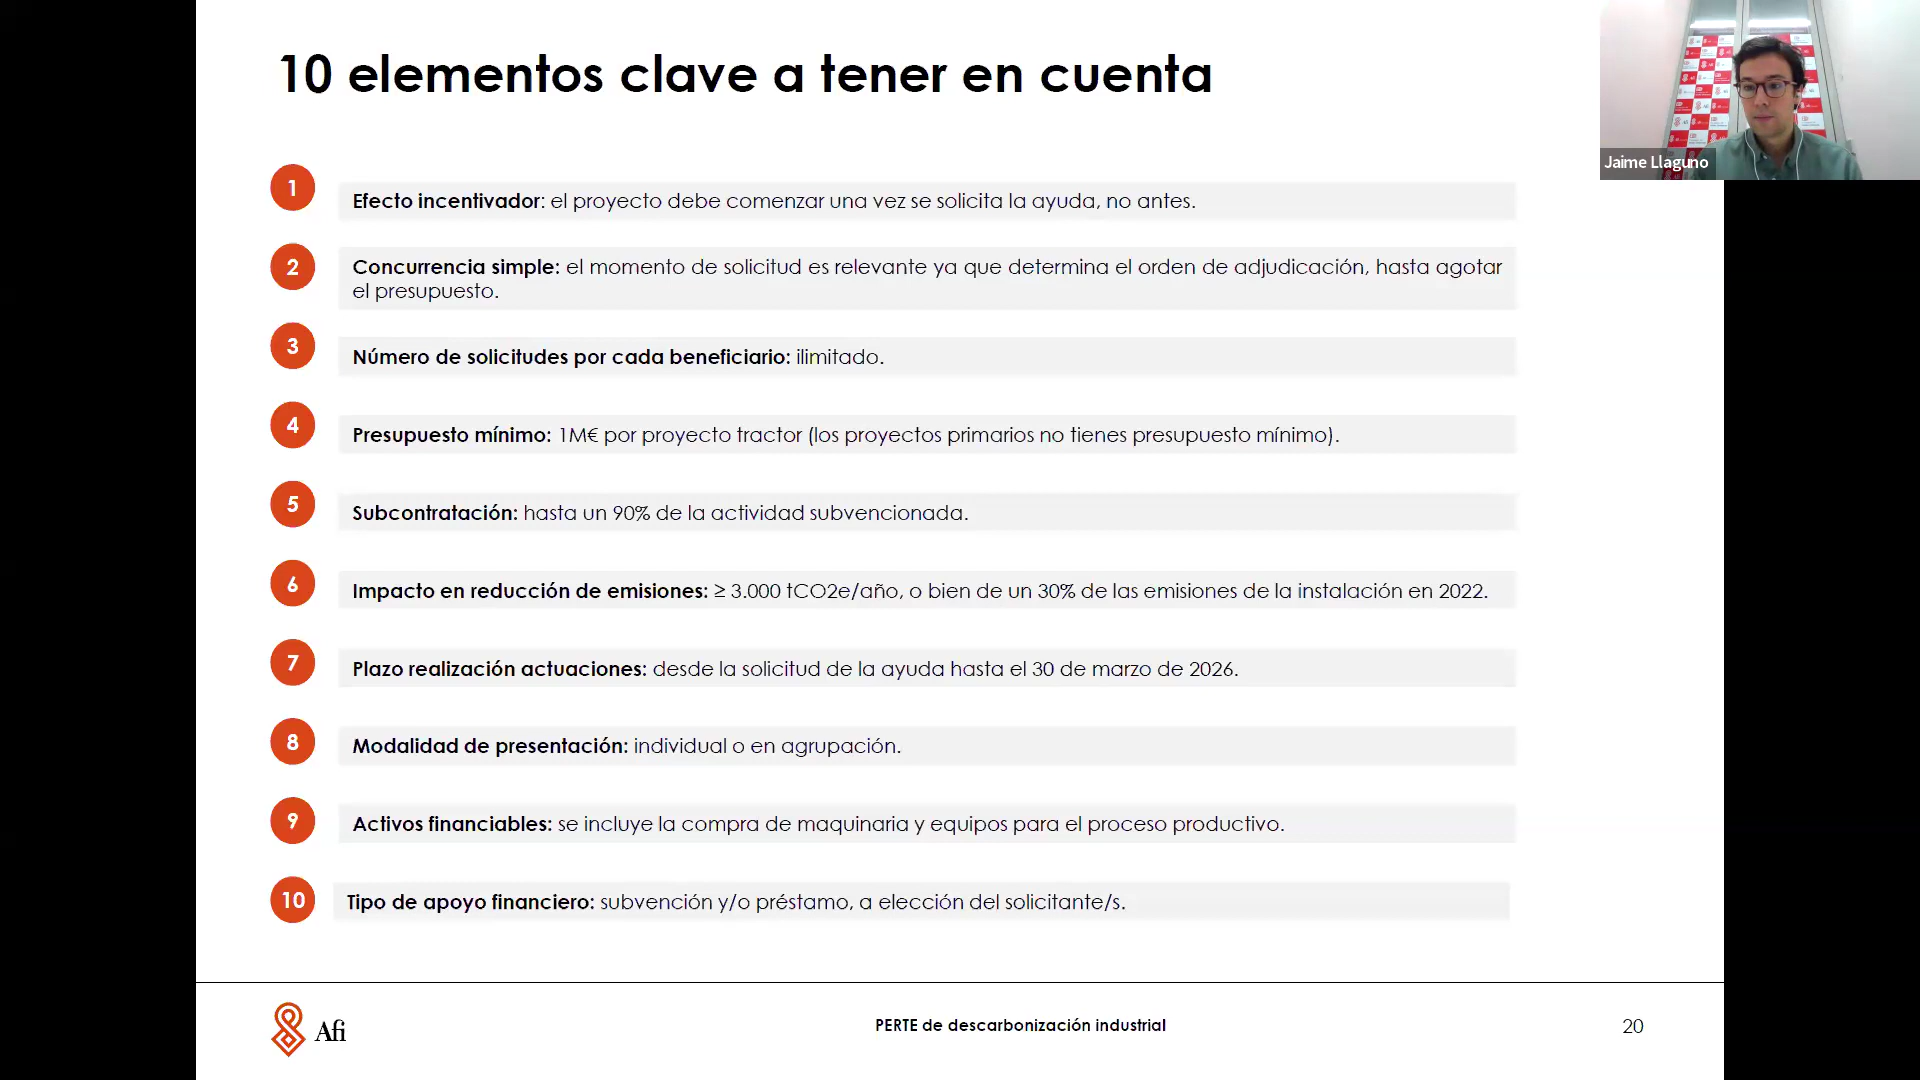 10 elementos clave a tener en cuenta
Jaime Llaguno
1
Efecto incentivador: el proyecto debe comenzar una vez se solicita la ayuda, no antes.
2
Concurrencia simple: el momento de solicitud es relevante ya que determina el orden de adjudicación, hasta agotar
el presupuesto.
3
Número de solicitudes por cada beneficiario: ilimitado.
4
Presupuesto mínimo: 1M€ por proyecto tractor (los proyectos primarios no tienes presupuesto mínimo).
5
Subcontratación: hasta un 90% de la actividad subvencionada.
6
Impacto en reducción de emisiones: ≥ 3.000 tCO2e/año, o bien de un 30% de las emisiones de la instalación en 2022.
7
Plazo realización actuaciones: desde la solicitud de la ayuda hasta el 30 de marzo de 2026.
8
Modalidad de presentación: individual o en agrupación.
9
Activos financiables: se incluye la compra de maquinaria y equipos para el proceso productivo.
10
Tipo de apoyo financiero: subvención y/o préstamo, a elección del solicitante/s.
Afi
PERTE de descarbonización industrial
20